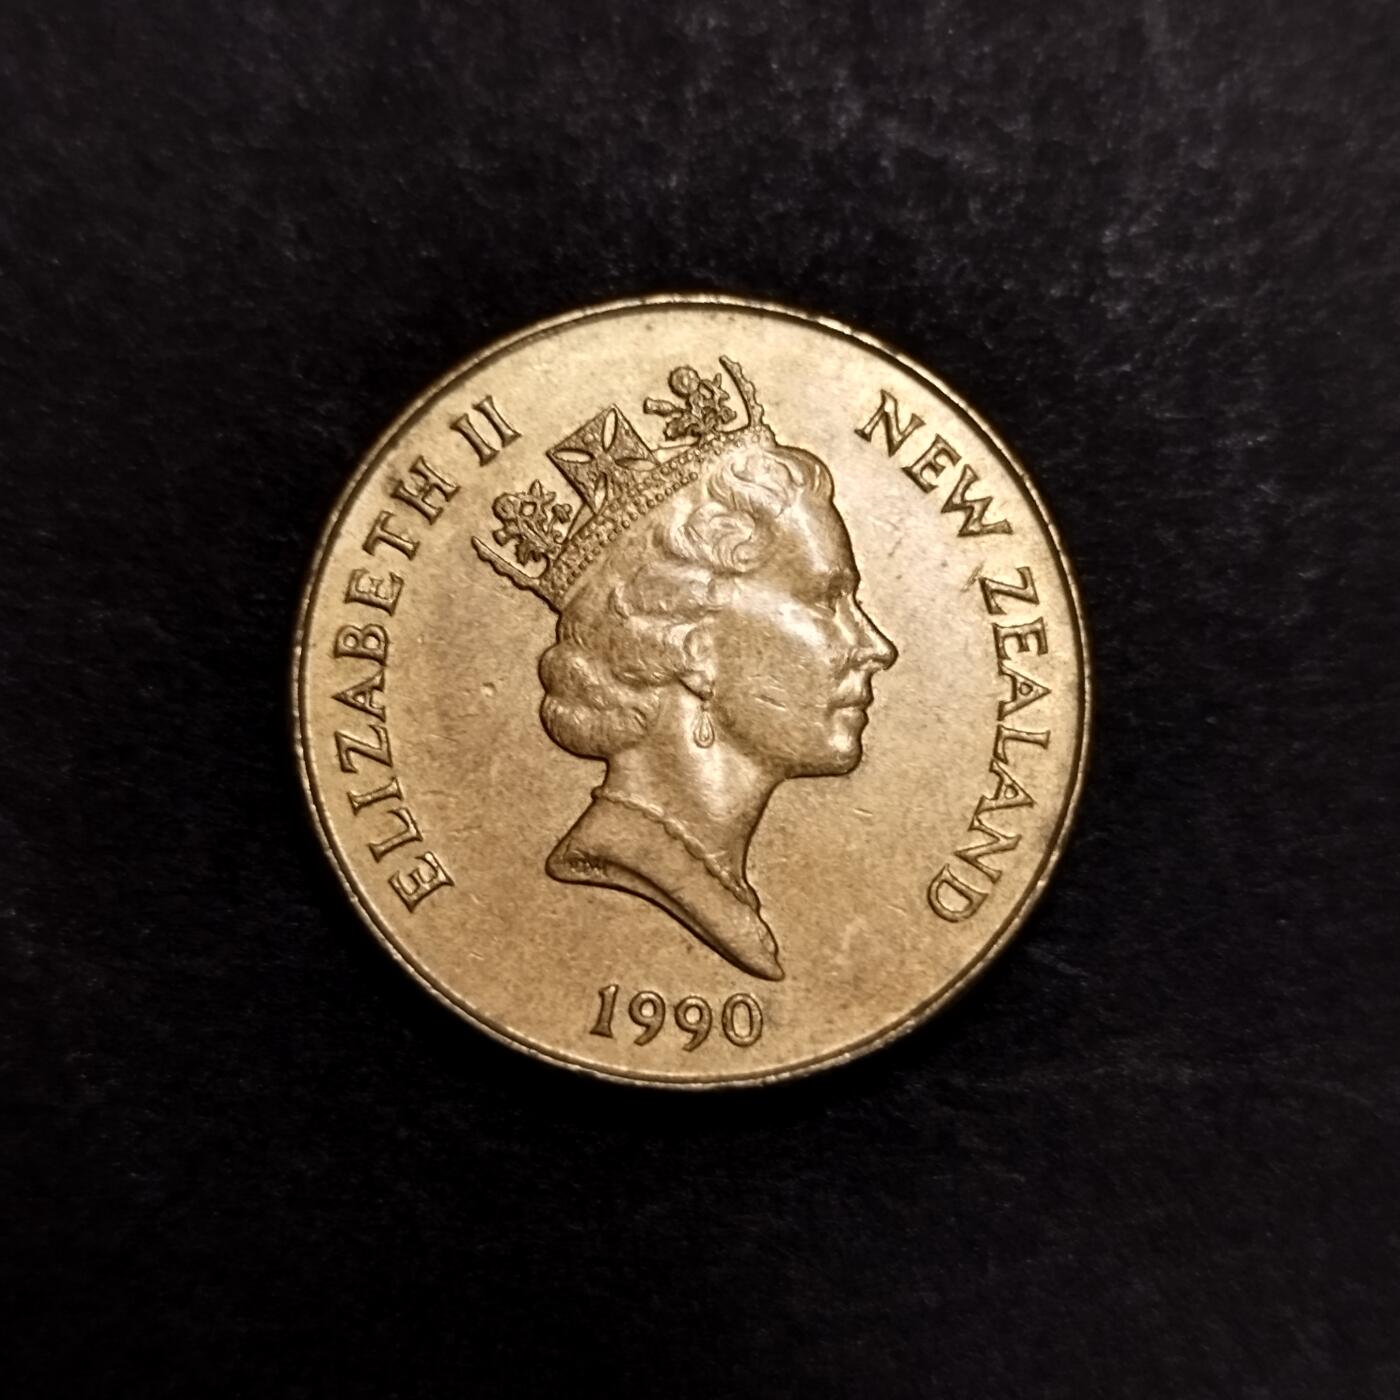 ELIZABETH II
NEW ZEALAND
1990